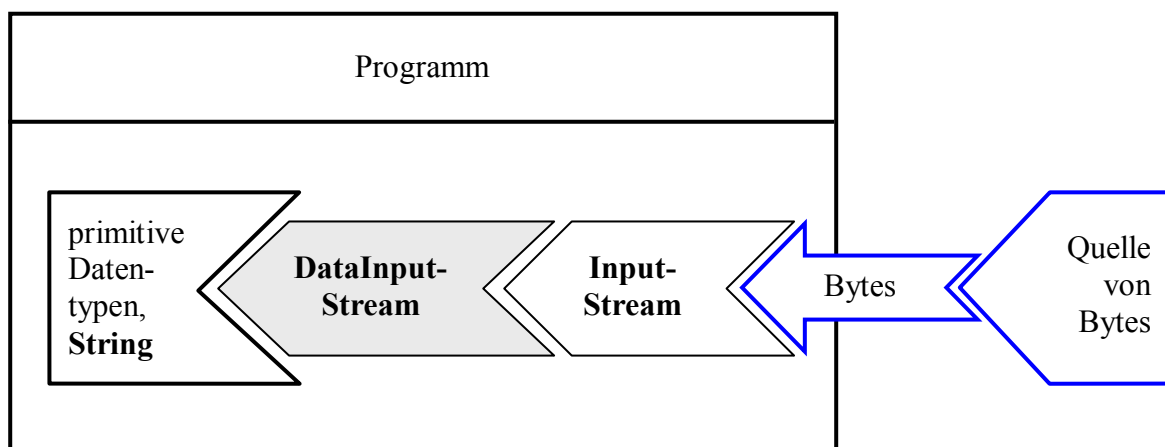 Programm
primitive
Daten-
typen,
String
DataInput-
Stream
Input-
Stream
Bytes
Quelle
von
Bytes